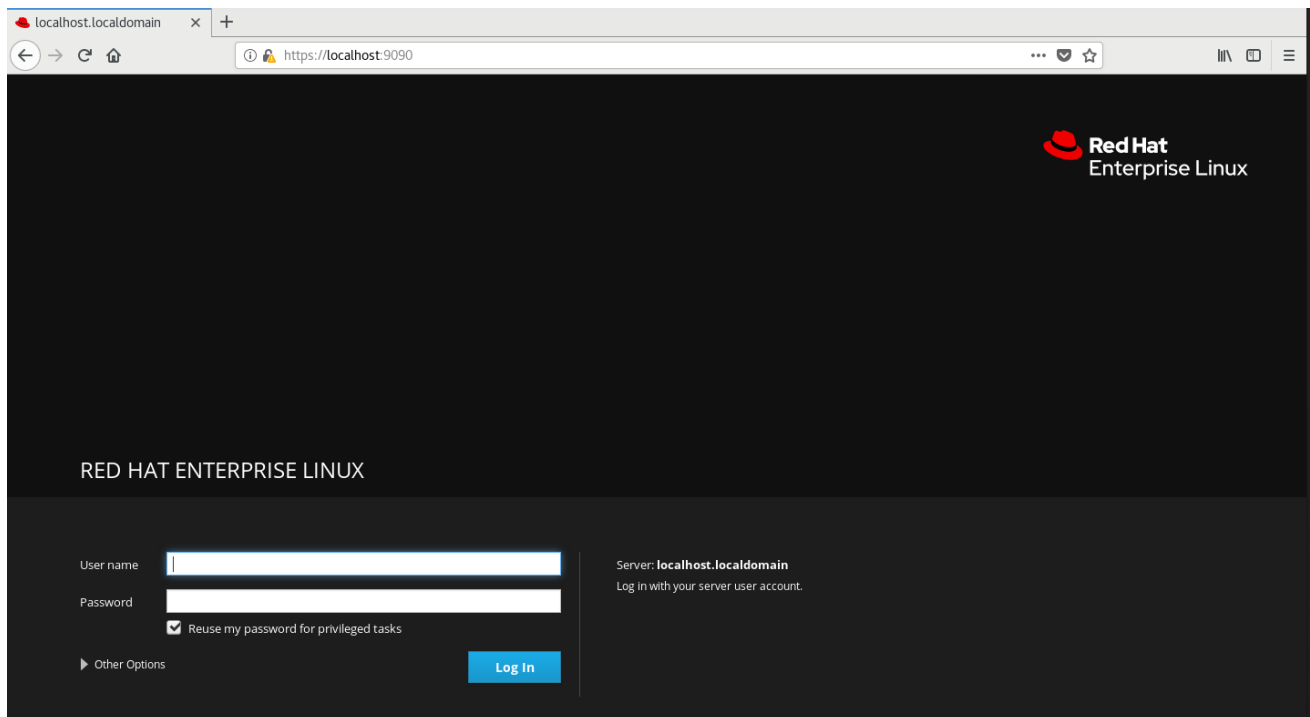 localhost.localdomain
https://localhost:9090
Red Hat
Enterprise Linux
RED HAT ENTERPRISE LINUX
User name
Password
Reuse my password for privileged tasks
Other Options
Log In
Server: localhost.localdomain
Log in with your server user account.